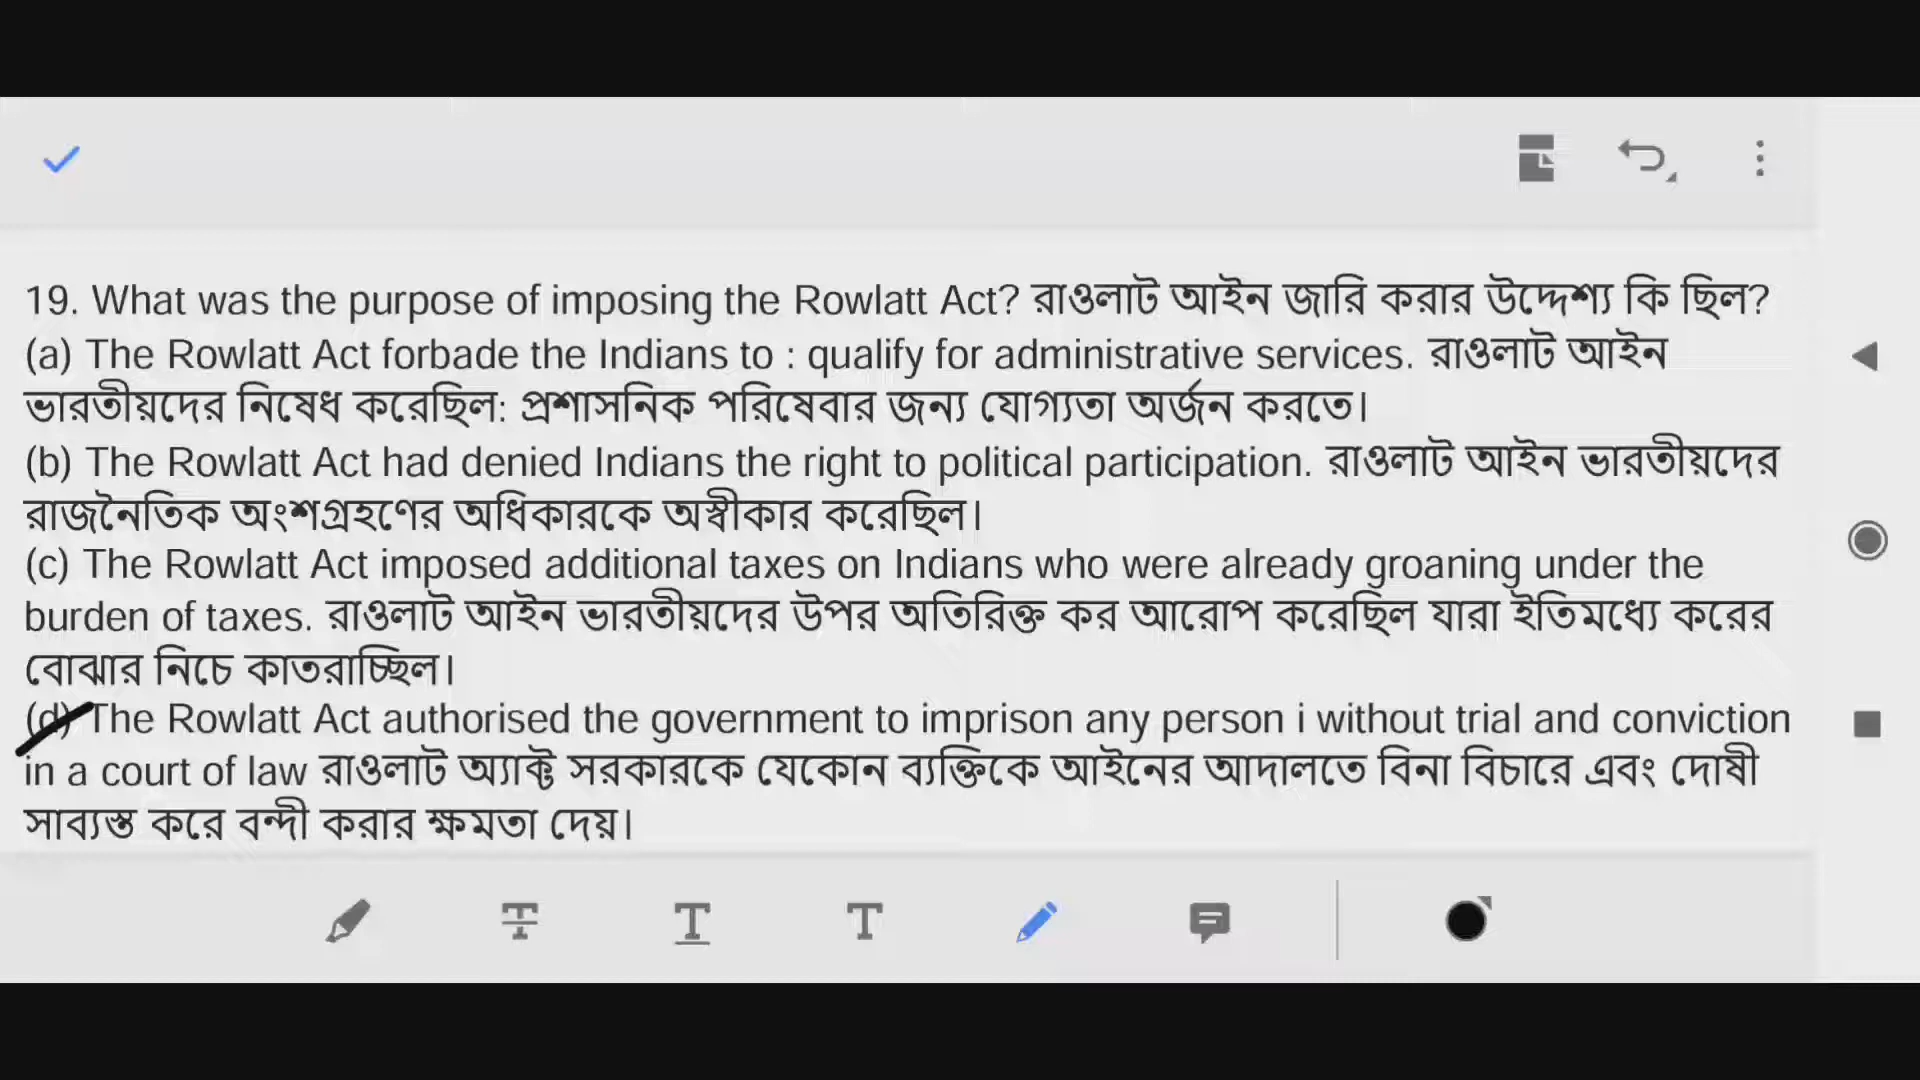 19. What was the purpose of imposing the Rowlatt Act? রাওলাট আইন জারি করার উদ্দেশ্য কি ছিল?
(a) The Rowlatt Act forbade the Indians to : qualify for administrative services. রাওলাট আইন
ভারতীয়দের নিষেধ করেছিল: প্রশাসনিক পরিষেবার জন্য যোগ্যতা অর্জন করতে।
(b) The Rowlatt Act had denied Indians the right to political participation. রাওলাট আইন ভারতীয়দের
রাজনৈতিক অংশগ্রহণের অধিকারকে অস্বীকার করেছিল।
(c) The Rowlatt Act imposed additional taxes on Indians who were already groaning under the
burden of taxes. রাওলাট আইন ভারতীয়দের উপর অতিরিক্ত কর আরোপ করেছিল যারা ইতিমধ্যে করের
বোঝার নিচে কাতরাচ্ছিল।
(d) The Rowlatt Act authorised the government to imprison any person i without trial and conviction
in a court of law রাওলাট অ্যাক্ট সরকারকে যেকোন ব্যক্তিকে আইনের আদালতে বিনা বিচারে এবং দোষী
সাব্যস্ত করে বন্দী করার ক্ষমতা দেয়।